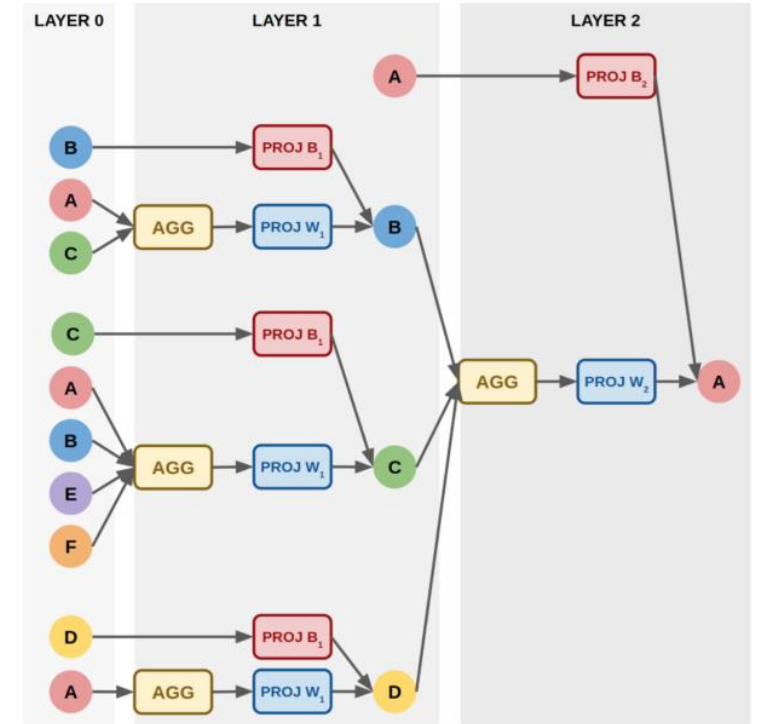 LAYER 0 LAYER 1 LAYER 2
A PROJ B₂
B PROJ B₁
A
AGG PROJ W₁ B
C
C PROJ B₁
A
AGG PROJ W₂ A
B
AGG PROJ W₁ C
E
F
D PROJ B₁
A AGG PROJ W₁ D